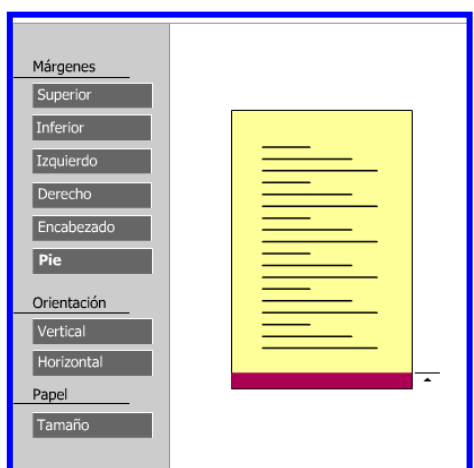 Márgenes
Superior
Inferior
Izquierdo
Derecho
Encabezado
Pie
Orientación
Vertical
Horizontal
Papel
Tamaño